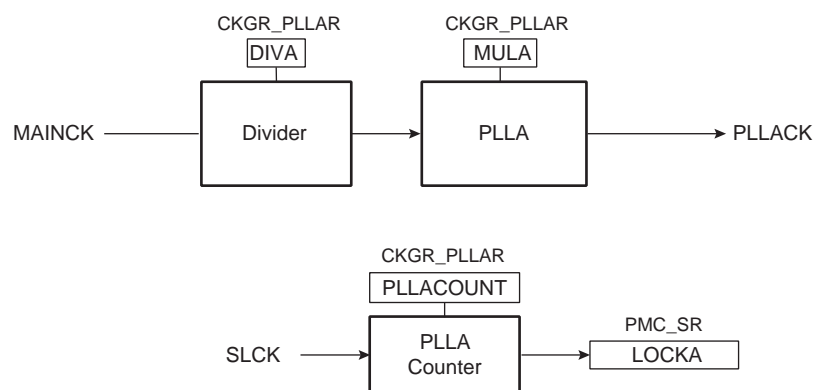 CKGR_PLLAR
CKGR_PLLAR
DIVA
MULA
MAINCK
Divider
PLLA
PLLACK
CKGR_PLLAR
PLLACOUNT
PMC_SR
SLCK
PLLA
Counter
LOCKA